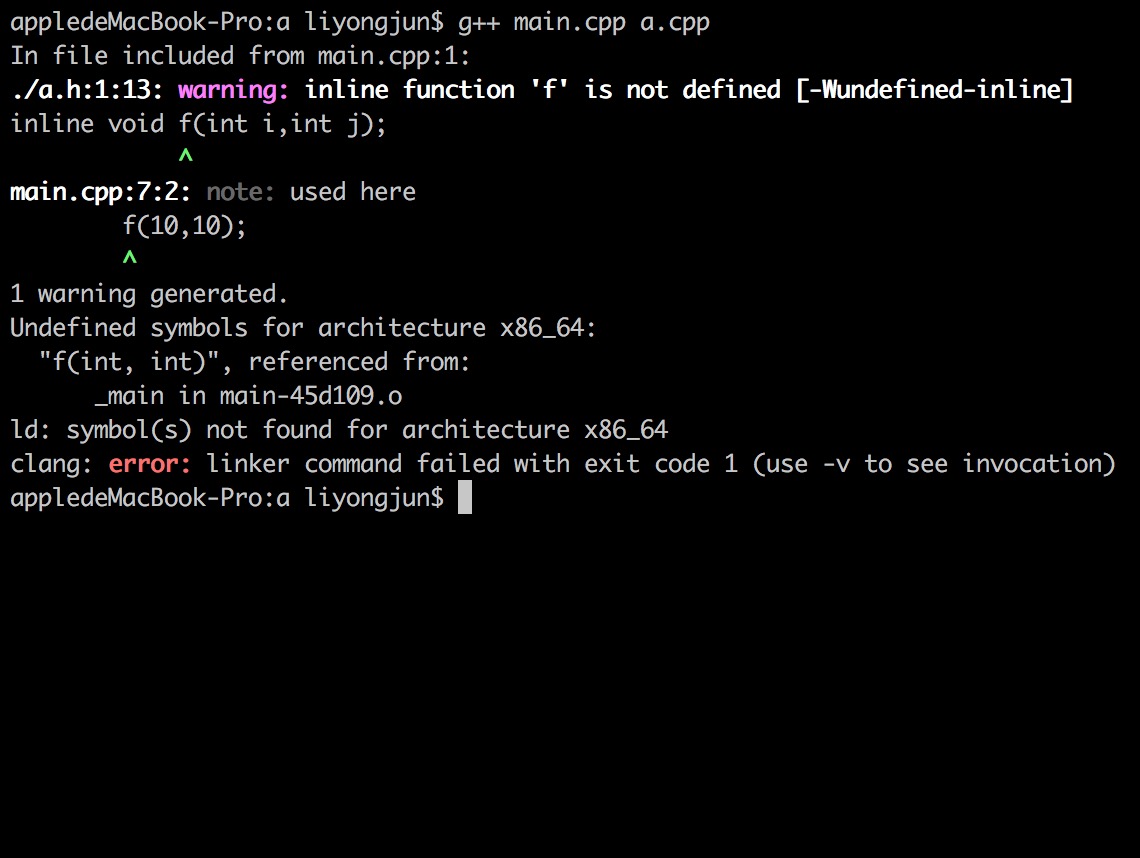 appledeMacBook-Pro:a liyongjun$ g++ main.cpp a.cpp
In file included from main.cpp:1:
./a.h:1:13: warning: inline function 'f' is not defined [-Wundefined-inline]
inline void f(int i,int j);
            ^
main.cpp:7:2: note: used here
        f(10,10);
        ^
1 warning generated.
Undefined symbols for architecture x86_64:
  "f(int, int)", referenced from:
      _main in main-45d109.o
ld: symbol(s) not found for architecture x86_64
clang: error: linker command failed with exit code 1 (use -v to see invocation)
appledeMacBook-Pro:a liyongjun$